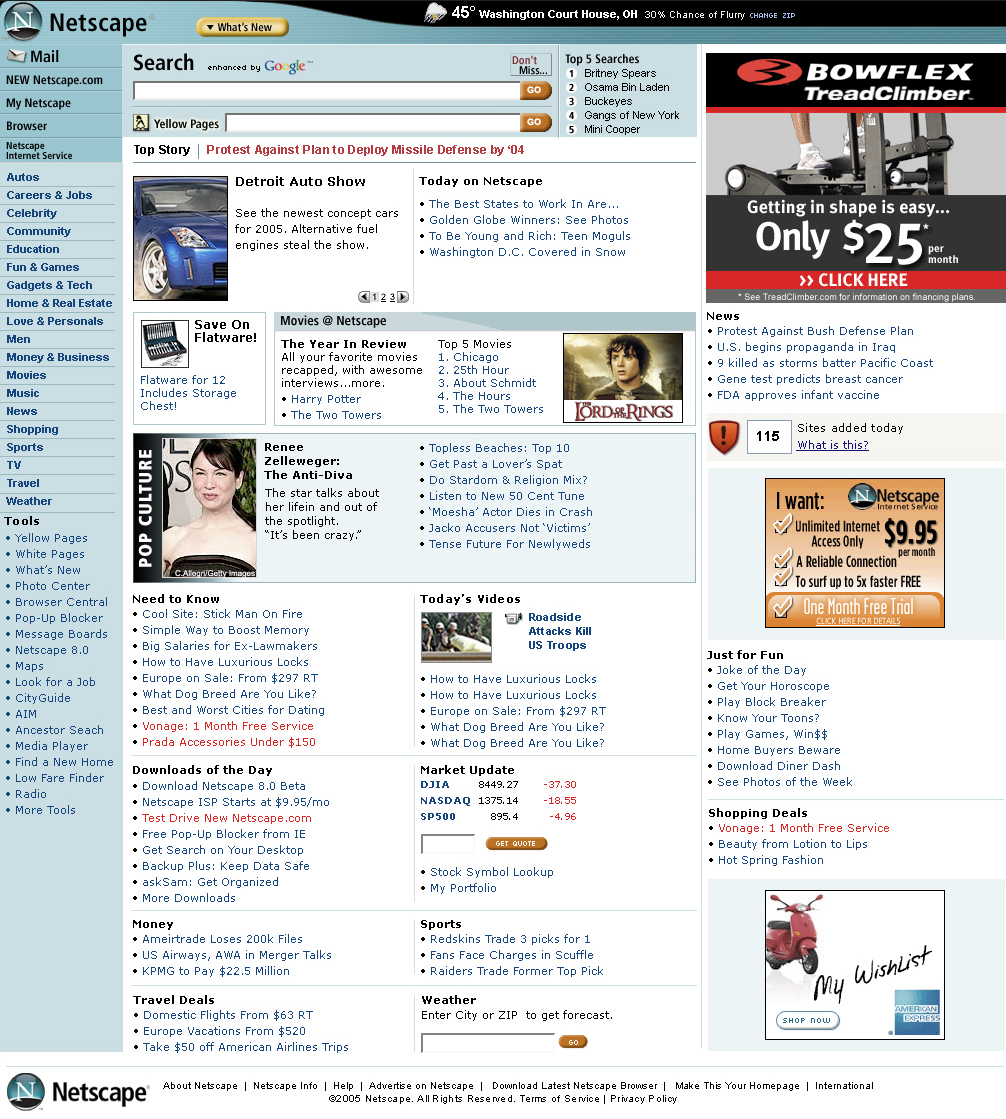 Netscape®
What's New
45° Washington Court House, OH 30% Chance of Flurry CHANGE ZIP
Mail
NEW Netscape.com
My Netscape
Browser
Netscape
Internet Service
Autos
Careers & Jobs
Celebrity
Community
Education
Fun & Games
Gadgets & Tech
Home & Real Estate
Love & Personals
Men
Money & Business
Movies
Music
News
Shopping
Sports
TV
Travel
Weather
Tools
• Yellow Pages
• White Pages
• What's New
• Photo Center
• Browser Central
• Pop-Up Blocker
• Message Boards
• Netscape 8.0
• Maps
• Look for a Job
• CityGuide
• AIM
• Ancestor Seach
• Media Player
• Find a New Home
• Low Fare Finder
• Radio
• More Tools
Search enhanced by Google™
Don't
Miss...
GO
Yellow Pages
GO
Top 5 Searches
1 Britney Spears
2 Osama Bin Laden
3 Buckeyes
4 Gangs of New York
5 Mini Cooper
Top Story | Protest Against Plan to Deploy Missile Defense by ‘04
Detroit Auto Show
See the newest concept cars
for 2005. Alternative fuel
engines steal the show.
1 2 3
Today on Netscape
• The Best States to Work In Are...
• Golden Globe Winners: See Photos
• To Be Young and Rich: Teen Moguls
• Washington D.C. Covered in Snow
Save On
Flatware!
Flatware for 12
Includes Storage
Chest!
Movies @ Netscape
The Year In Review
All your favorite movies
recapped, with awesome
interviews...more.
• Harry Potter
• The Two Towers
Top 5 Movies
1. Chicago
2. 25th Hour
3. About Schmidt
4. The Hours
5. The Two Towers
THE LORD OF THE RINGS
POP CULTURE
C.Allegri/Getty Images
Renee
Zelleweger:
The Anti-Diva
The star talks about
her lifein and out of
the spotlight.
“It’s been crazy.”
• Topless Beaches: Top 10
• Get Past a Lover’s Spat
• Do Stardom & Religion Mix?
• Listen to New 50 Cent Tune
• ‘Moesha’ Actor Dies in Crash
• Jacko Accusers Not ‘Victims’
• Tense Future For Newlyweds
Need to Know
• Cool Site: Stick Man On Fire
• Simple Way to Boost Memory
• Big Salaries for Ex-Lawmakers
• How to Have Luxurious Locks
• Europe on Sale: From $297 RT
• What Dog Breed Are You Like?
• Best and Worst Cities for Dating
• Vonage: 1 Month Free Service
• Prada Accessories Under $150
Today’s Videos
Roadside
Attacks Kill
US Troops
• How to Have Luxurious Locks
• How to Have Luxurious Locks
• Europe on Sale: From $297 RT
• What Dog Breed Are You Like?
• What Dog Breed Are You Like?
Downloads of the Day
• Download Netscape 8.0 Beta
• Netscape ISP Starts at $9.95/mo
• Test Drive New Netscape.com
• Free Pop-Up Blocker from IE
• Get Search on Your Desktop
• Backup Plus: Keep Data Safe
• askSam: Get Organized
• More Downloads
Market Update
DJIA 8449.27 -37.30
NASDAQ 1375.14 -18.55
SP500 895.4 -4.96
GET QUOTE
• Stock Symbol Lookup
• My Portfolio
Money
• Ameirtrade Loses 200k Files
• US Airways, AWA in Merger Talks
• KPMG to Pay $22.5 Million
Sports
• Redskins Trade 3 picks for 1
• Fans Face Charges in Scuffle
• Raiders Trade Former Top Pick
Travel Deals
• Domestic Flights From $63 RT
• Europe Vacations From $520
• Take $50 off American Airlines Trips
Weather
Enter City or ZIP to get forecast.
GO
BOWFLEX
TreadClimber™
Getting in shape is easy...
Only $25* per
month
>> CLICK HERE
* See TreadClimber.com for information on financing plans.
News
• Protest Against Bush Defense Plan
• U.S. begins propaganda in Iraq
• 9 killed as storms batter Pacific Coast
• Gene test predicts breast cancer
• FDA approves infant vaccine
115
Sites added today
What is this?
I want: Netscape
Internet Service
Unlimited Internet
Access Only
$9.95
per month
A Reliable Connection
To surf up to 5x faster FREE
One Month Free Trial
CLICK HERE FOR DETAILS
Just for Fun
• Joke of the Day
• Get Your Horoscope
• Play Block Breaker
• Know Your Toons?
• Play Games, Win$$
• Home Buyers Beware
• Download Diner Dash
• See Photos of the Week
Shopping Deals
• Vonage: 1 Month Free Service
• Beauty from Lotion to Lips
• Hot Spring Fashion
My WishList
SHOP NOW
AMERICAN
EXPRESS
®
Netscape®
About Netscape | Netscape Info | Help | Advertise on Netscape | Download Latest Netscape Browser | Make This Your Homepage | International
©2005 Netscape. All Rights Reserved. Terms of Service | Privacy Policy